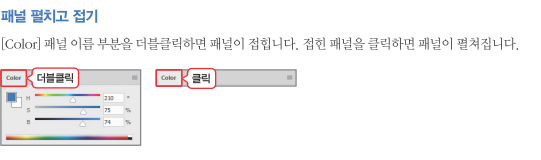 패널 펼치고 접기
[Color] 패널 이름 부분을 더블클릭하면 패널이 접힙니다. 접힌 패널을 클릭하면 패널이 펼쳐집니다.
Color 더블클릭 Color 클릭
H 210 °
S 75 %
B 74 %